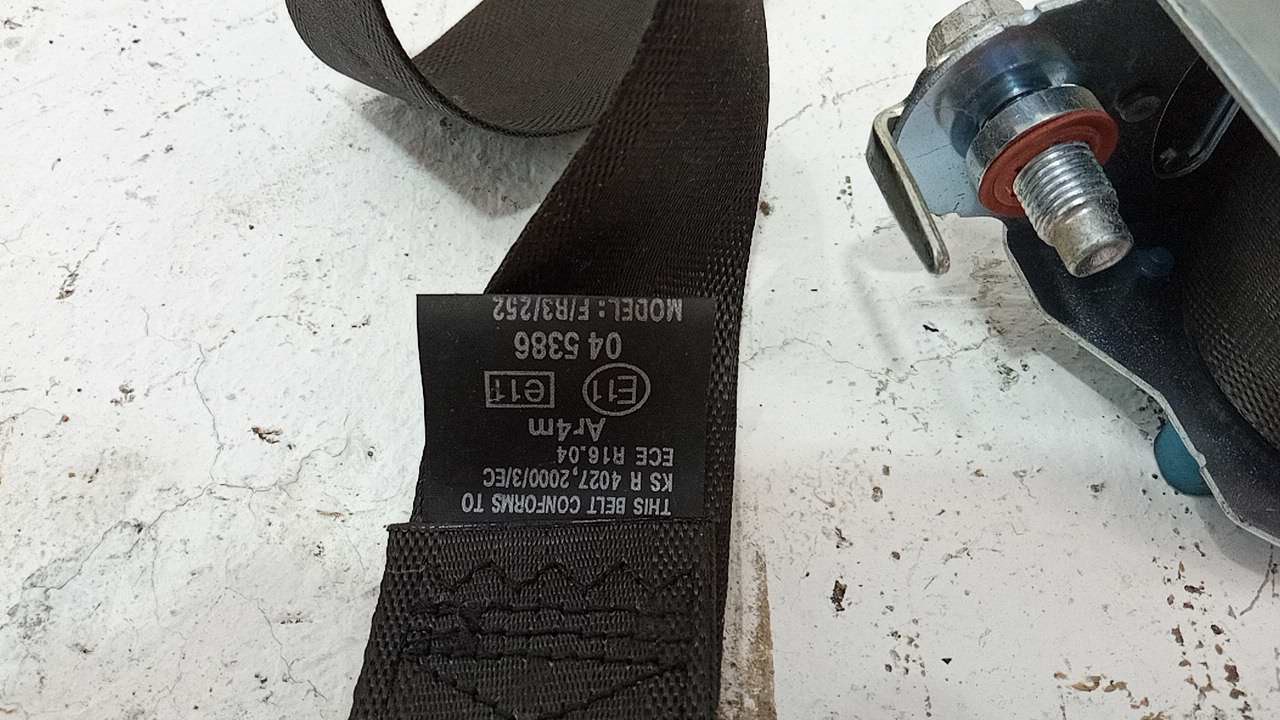 THIS BELT CONFORMS TO
KS R 4027,2000/3/EC
ECE R16.04
Ar4m
E11 e11
04 5386
MODEL: F/R3/252